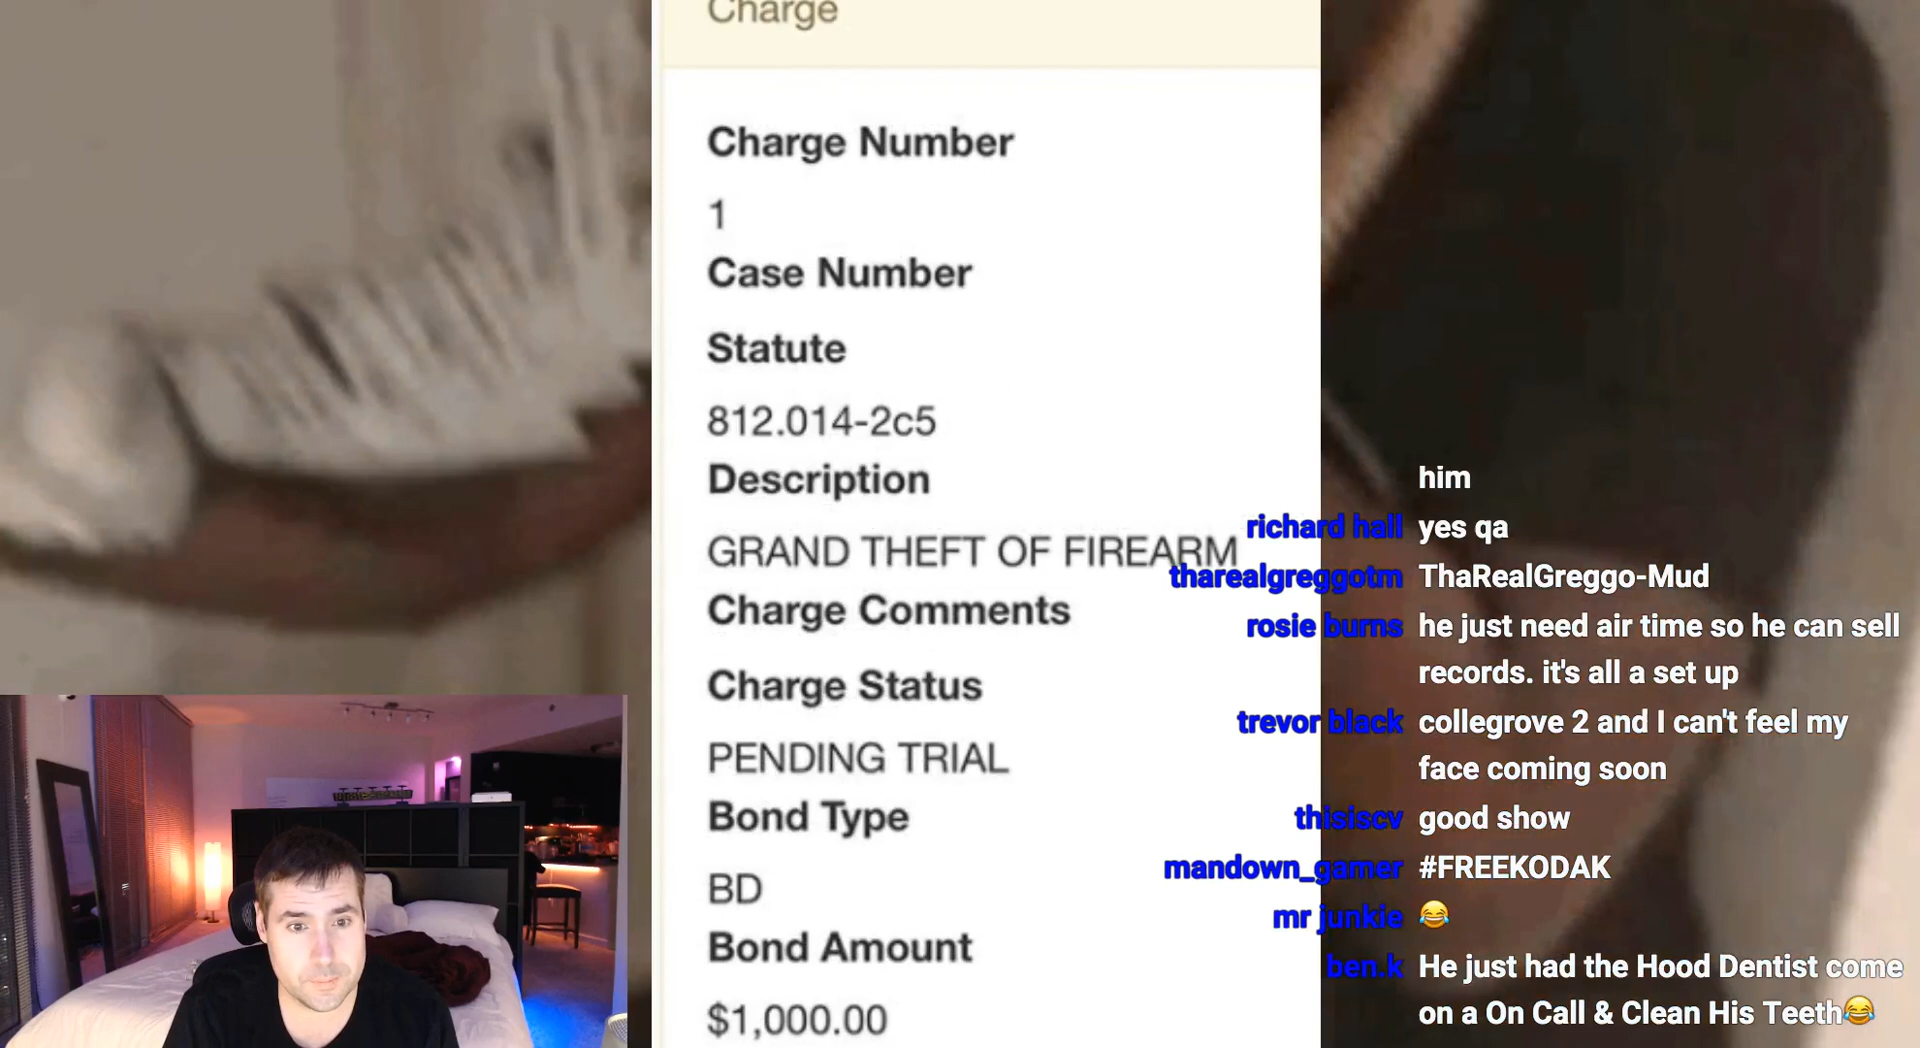 Charge
Charge Number
1
Case Number
Statute
812.014-2c5
Description
GRAND THEFT OF FIREARM
Charge Comments
Charge Status
PENDING TRIAL
Bond Type
BD
Bond Amount
$1,000.00
him
richard hall yes qa
tharealgreggotm ThaRealGreggo-Mud
rosie burns he just need air time so he can sell
records. it's all a set up
trevor black collegrove 2 and I can't feel my
face coming soon
thisiscv good show
mandown_gamer #FREEKODAK
mr junkie 😂
ben.k He just had the Hood Dentist come
on a On Call & Clean His Teeth😂